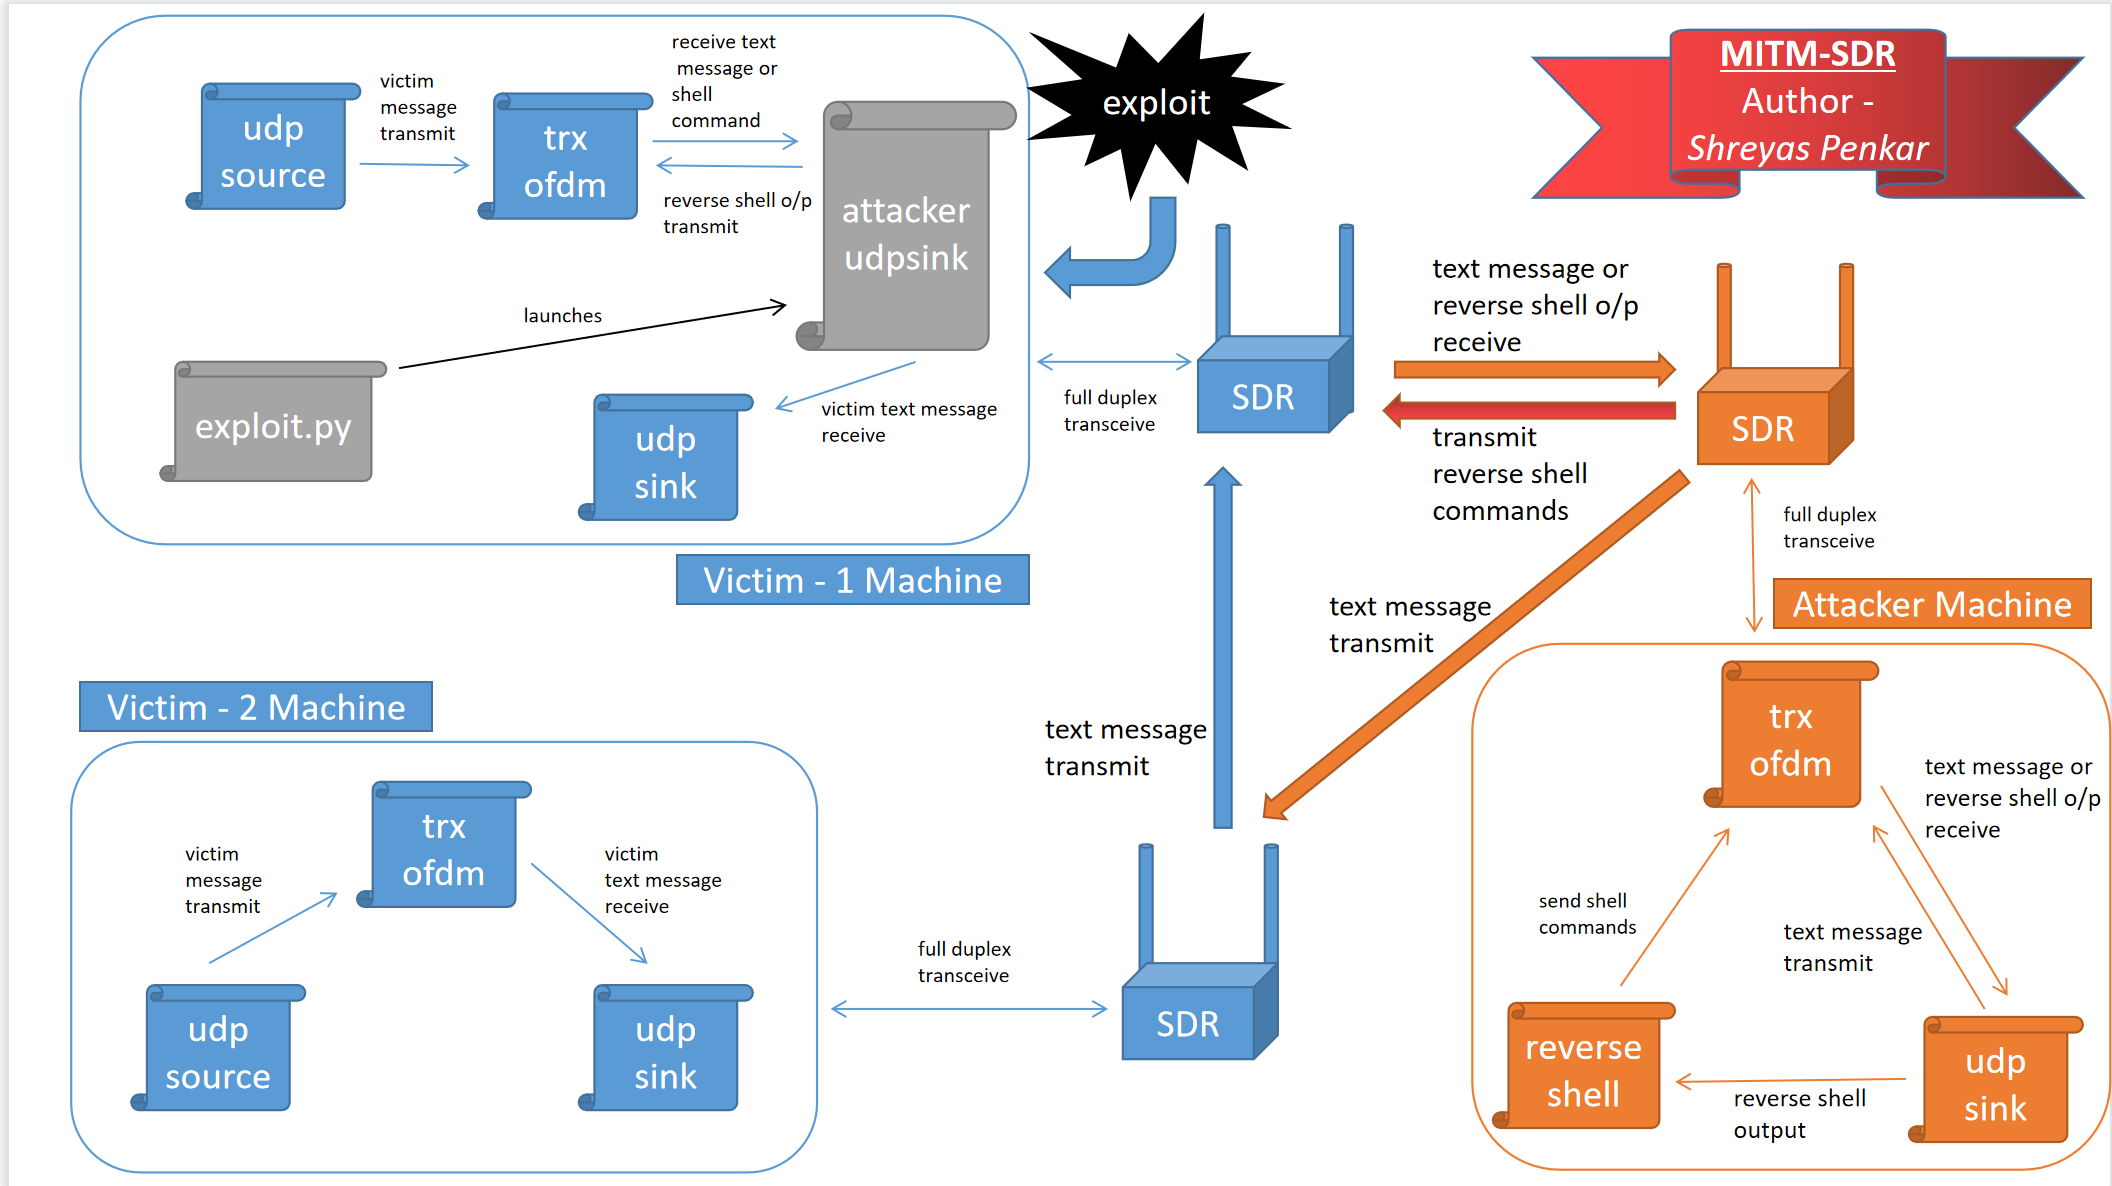 MITM-SDR
Author -
Shreyas Penkar
exploit
receive text
message or
shell
command
victim
message
transmit
udp
source
trx
ofdm
reverse shell o/p
transmit
attacker
udpsink
launches
exploit.py
udp
sink
victim text message
receive
full duplex
transceive
SDR
text message or
reverse shell o/p
receive
transmit
reverse shell
commands
SDR
full duplex
transceive
Victim - 1 Machine
Attacker Machine
text message
transmit
text message
transmit
Victim - 2 Machine
trx
ofdm
victim
message
transmit
victim
text message
receive
udp
source
udp
sink
full duplex
transceive
SDR
trx
ofdm
text message or
reverse shell o/p
receive
send shell
commands
text message
transmit
reverse
shell
reverse shell
output
udp
sink